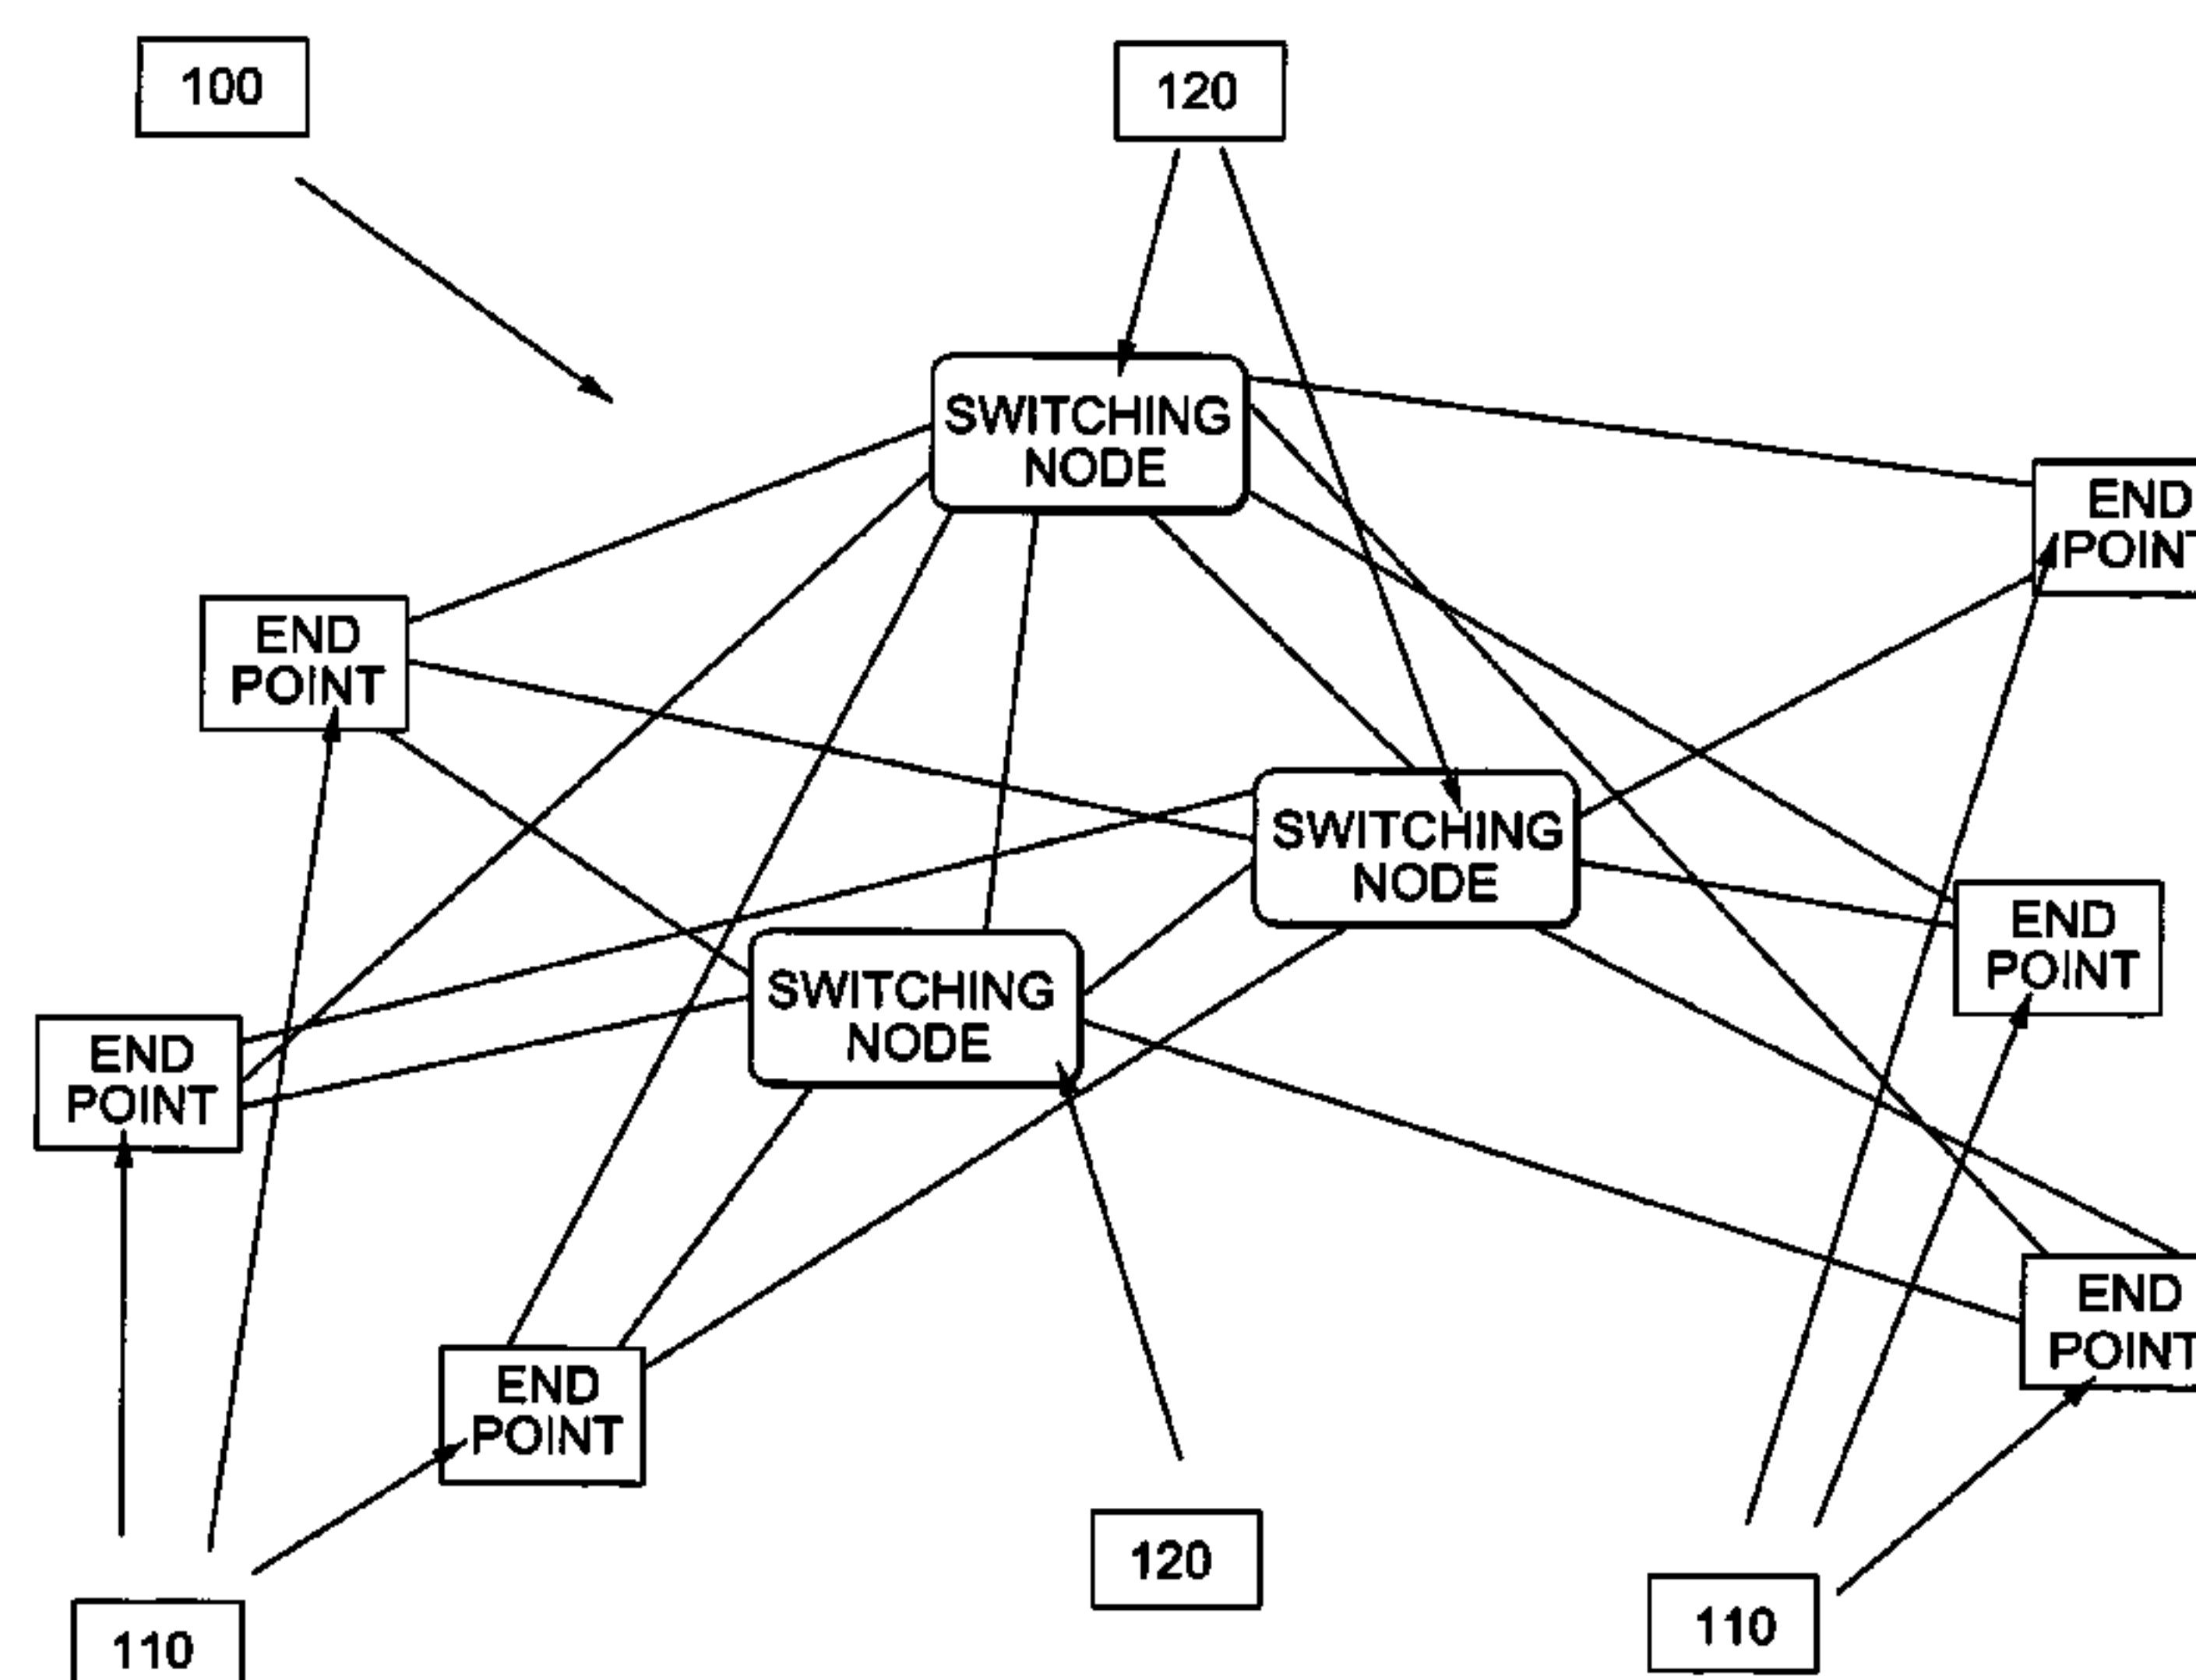 100
120
SWITCHING
NODE
END
POINT
END
POINT
SWITCHING
NODE
END
POINT
SWITCHING
NODE
END
POINT
END
POINT
END
POINT
120
110
110